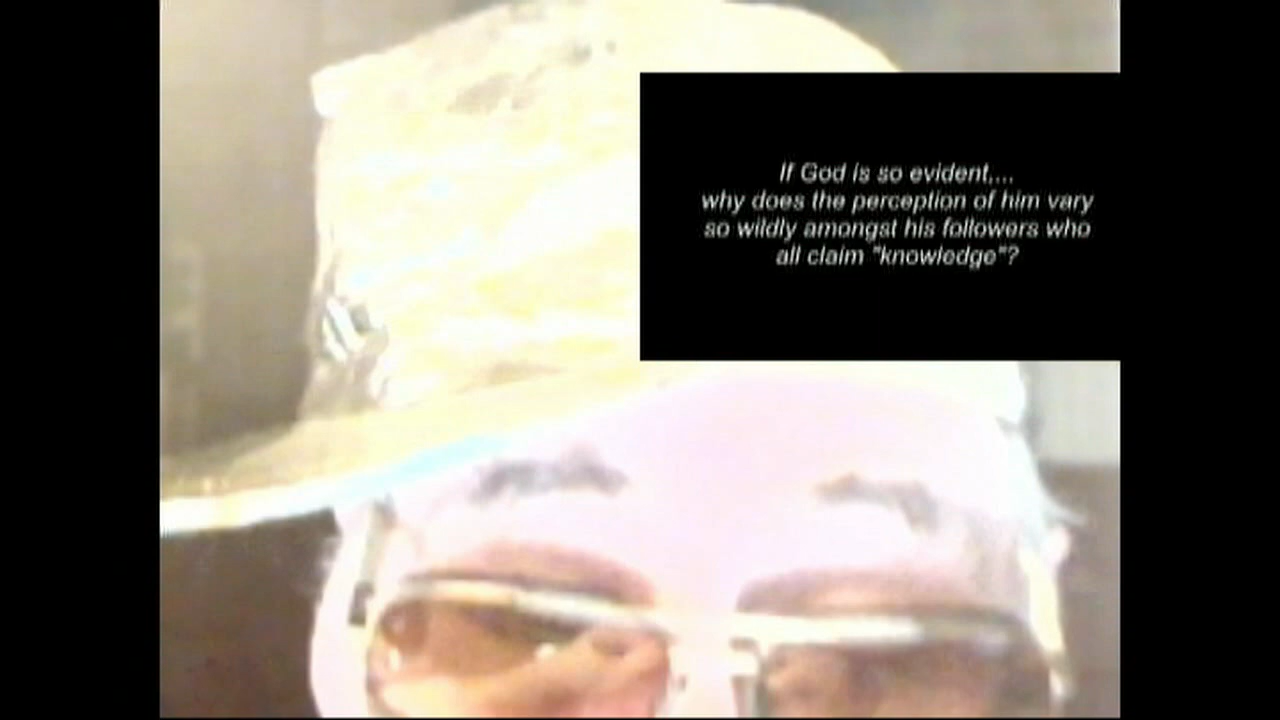 If God is so evident,...
why does the perception of him vary
so wildly amongst his followers who
all claim "knowledge"?